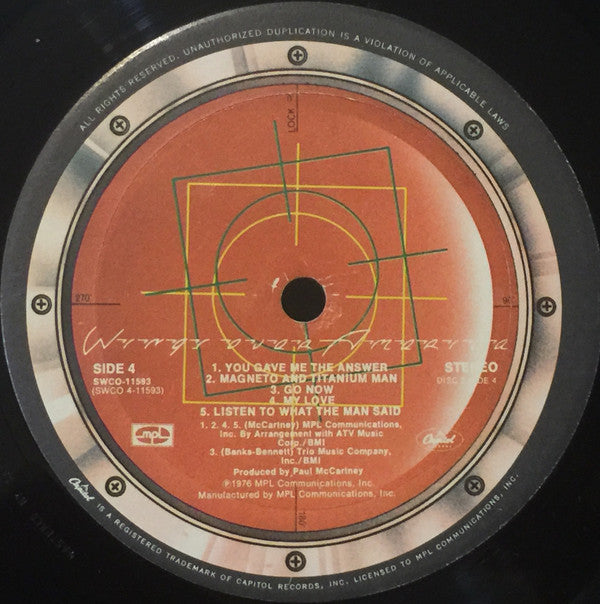 ALL RIGHTS RESERVED. UNAUTHORIZED DUPLICATION IS A VIOLATION OF APPLICABLE LAWS
LOCK
270°
SIDE 4
SWCO-11593
(SWCO 4-11593)
1. YOU GAVE ME THE ANSWER
2. MAGNETO AND TITANIUM MAN
3. GO NOW
4. MY LOVE
5. LISTEN TO WHAT THE MAN SAID
STEREO
SIDE 4
mpl
1. 2. 4. 5. (McCartney) MPL Communications,
Inc. By Arrangement with ATV Music
Corp./BMI
3. (Banks-Bennett) Trio Music Company,
Inc./BMI
Produced by Paul McCartney
℗1976 MPL Communications, Inc.
Manufactured by MPL Communications, Inc.
Capitol
Capitol IS A REGISTERED TRADEMARK OF CAPITOL RECORDS, INC. LICENSED TO MPL COMMUNICATIONS, INC.